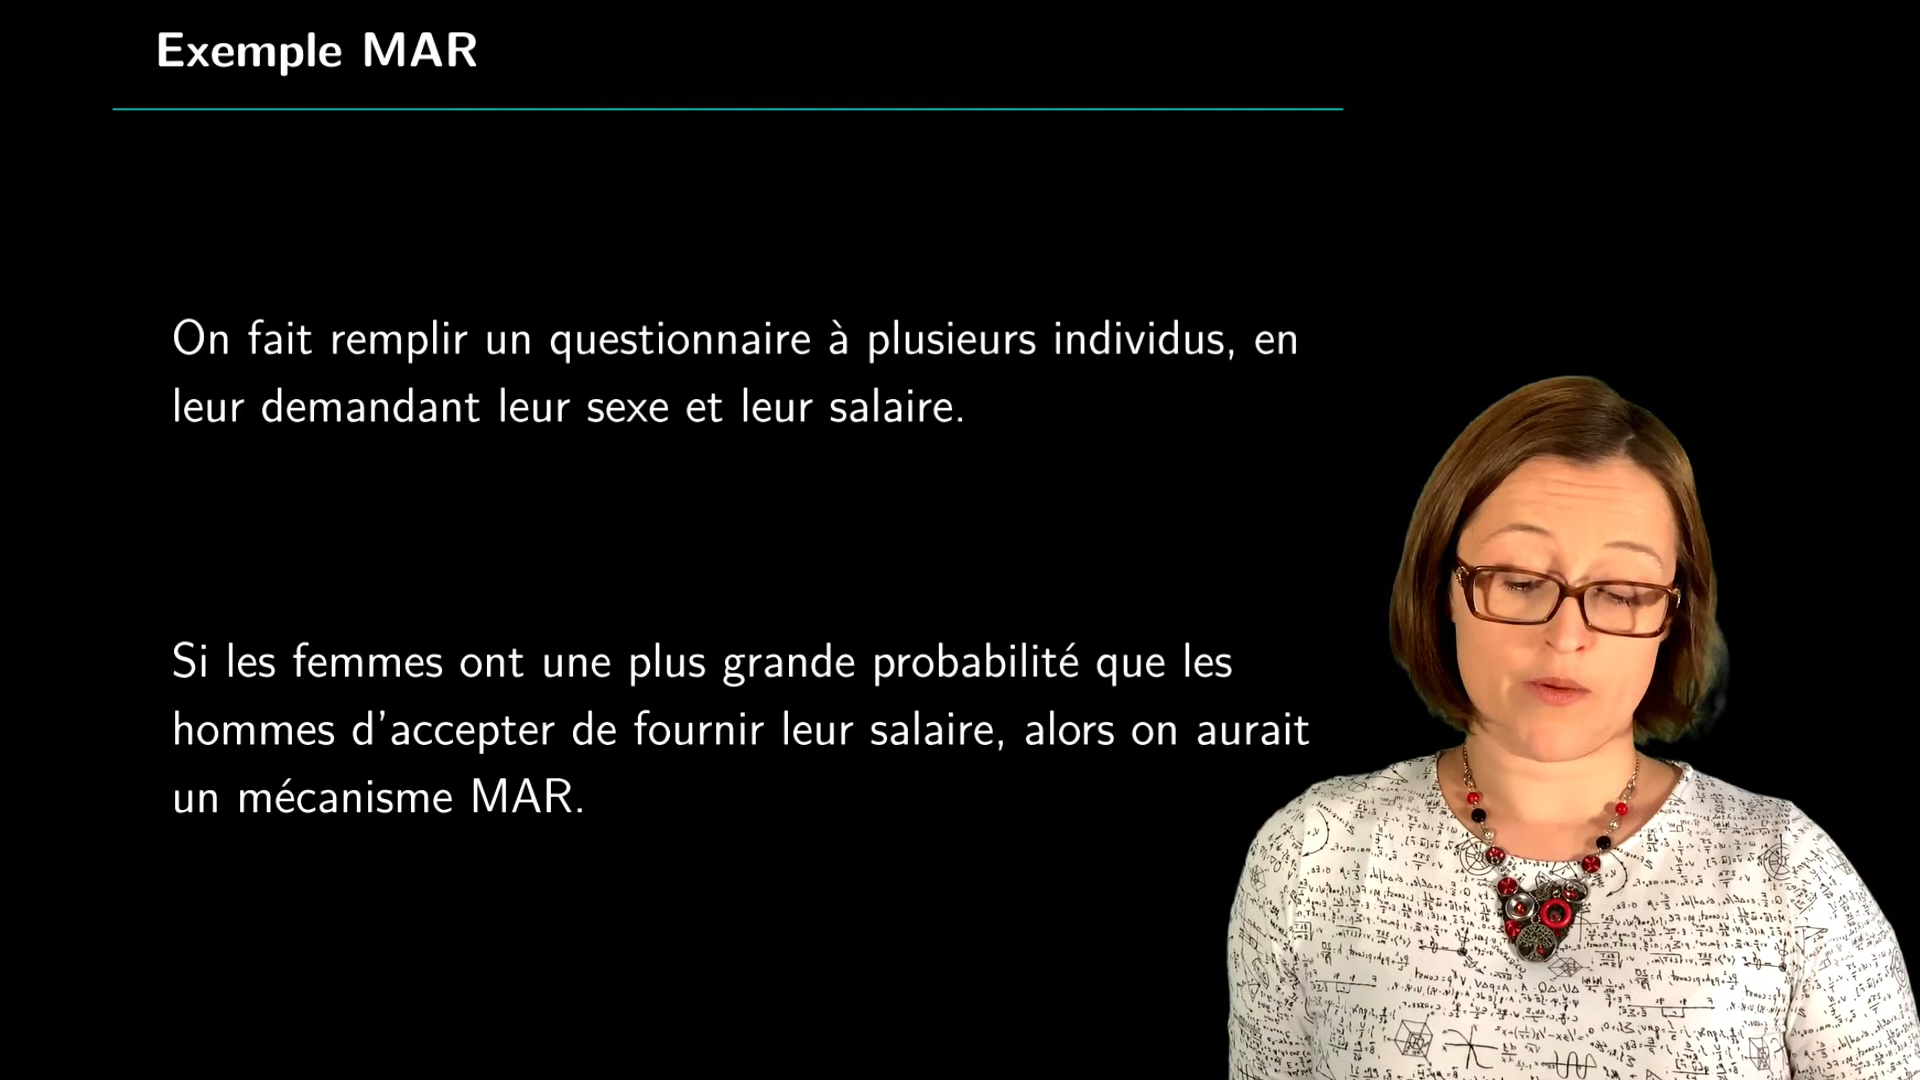 Exemple MAR
On fait remplir un questionnaire à plusieurs individus, en
leur demandant leur sexe et leur salaire.
Si les femmes ont une plus grande probabilité que les
hommes d'accepter de fournir leur salaire, alors on aurait
un mécanisme MAR.